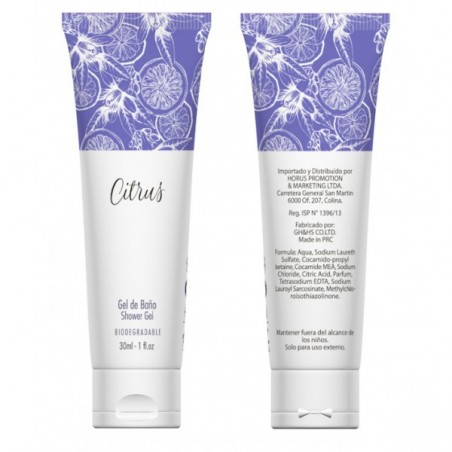 Citrus
Gel de Baño
Shower Gel
BIODEGRADABLE
30ml - 1 fl.oz
Importado y Distribuido por
HORUS PROMOTION
& MARKETING LTDA.
Carretera General San Martin
6000 Of. 207, Colina.
Reg. ISP N° 1396/13
Fabricado por:
GH&HS CO.LTD.
Made in PRC
Formula: Aqua, Sodium Laureth
Sulfate, Cocamido-propyl
betaine, Cocamide MEA, Sodium
Chloride, Citric Acid, Parfum,
Tetrasodium EDTA, Sodium
Lauroyl Sarcosinate, Methylchlo-
roisothiazolinone.
Mantener fuera del alcance de
los niños.
Solo para uso externo.